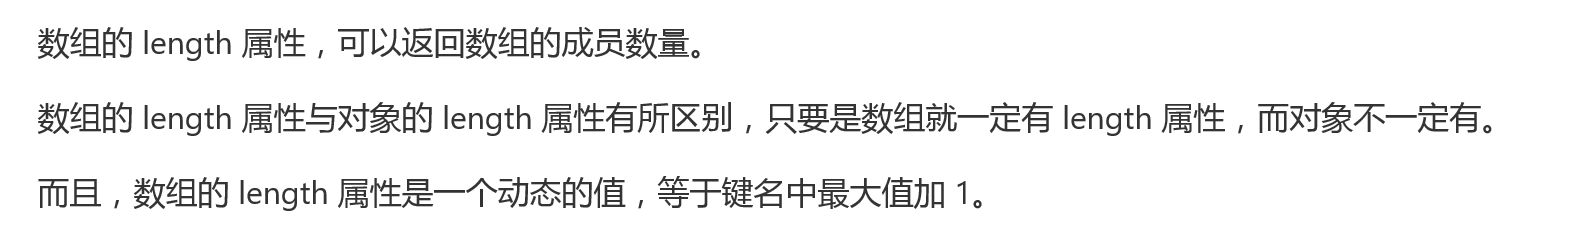 数组的 length 属性，可以返回数组的成员数量。
数组的 length 属性与对象的 length 属性有所区别，只要是数组就一定有 length 属性，而对象不一定有。
而且，数组的 length 属性是一个动态的值，等于键名中最大值加 1。